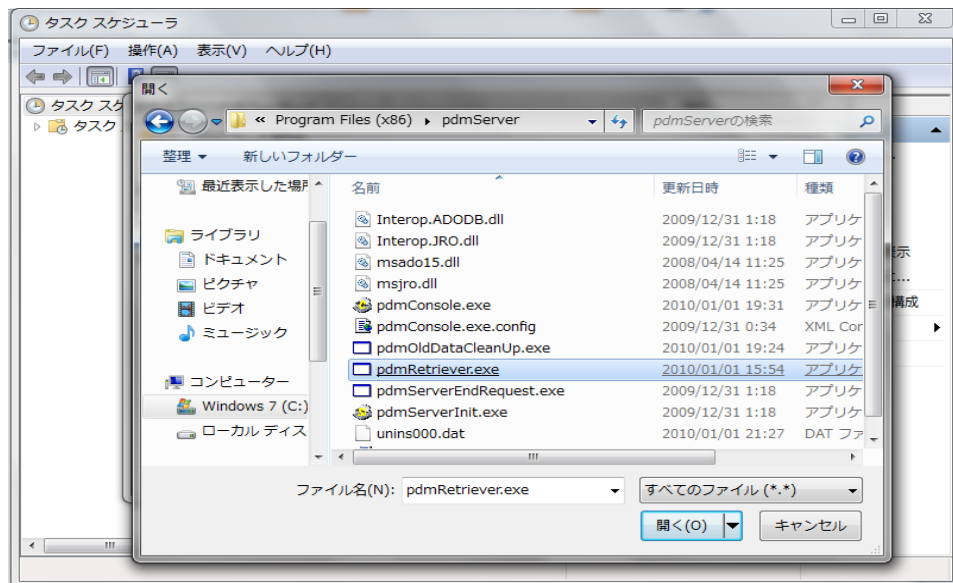 タスク スケジューラ
ファイル(F) 操作(A) 表示(V) ヘルプ(H)
開く
タスク スケ
タスク
« Program Files (x86) pdmServer
pdmServerの検索
整理 新しいフォルダー
最近表示した場所
名前 更新日時 種類
Interop.ADODB.dll 2009/12/31 1:18 アプリケ
ライブラリ
Interop.JRO.dll 2009/12/31 1:18 アプリケ
ドキュメント
msado15.dll 2008/04/14 11:25 アプリケ
ピクチャ
msjro.dll 2008/04/14 11:25 アプリケ
ビデオ
pdmConsole.exe 2010/01/01 19:31 アプリケ
ミュージック
pdmConsole.exe.config 2009/12/31 0:34 XML Cor
pdmOldDataCleanUp.exe 2010/01/01 19:24 アプリケ
pdmRetriever.exe 2010/01/01 15:54 アプリケ
コンピューター
pdmServerEndRequest.exe 2009/12/31 1:18 アプリケ
Windows 7 (C:)
pdmServerInit.exe 2009/12/31 1:18 アプリケ
ローカル ディス
unins000.dat 2010/01/01 21:27 DAT ファ
表示
構成
ファイル名(N): pdmRetriever.exe すべてのファイル (*.*)
開く(O) キャンセル